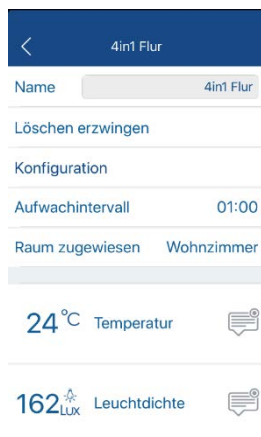 4in1 Flur
Name 4in1 Flur
Löschen erzwingen
Konfiguration
Aufwachintervall 01:00
Raum zugewiesen Wohnzimmer
24 °C Temperatur
162 LUX Leuchtdichte